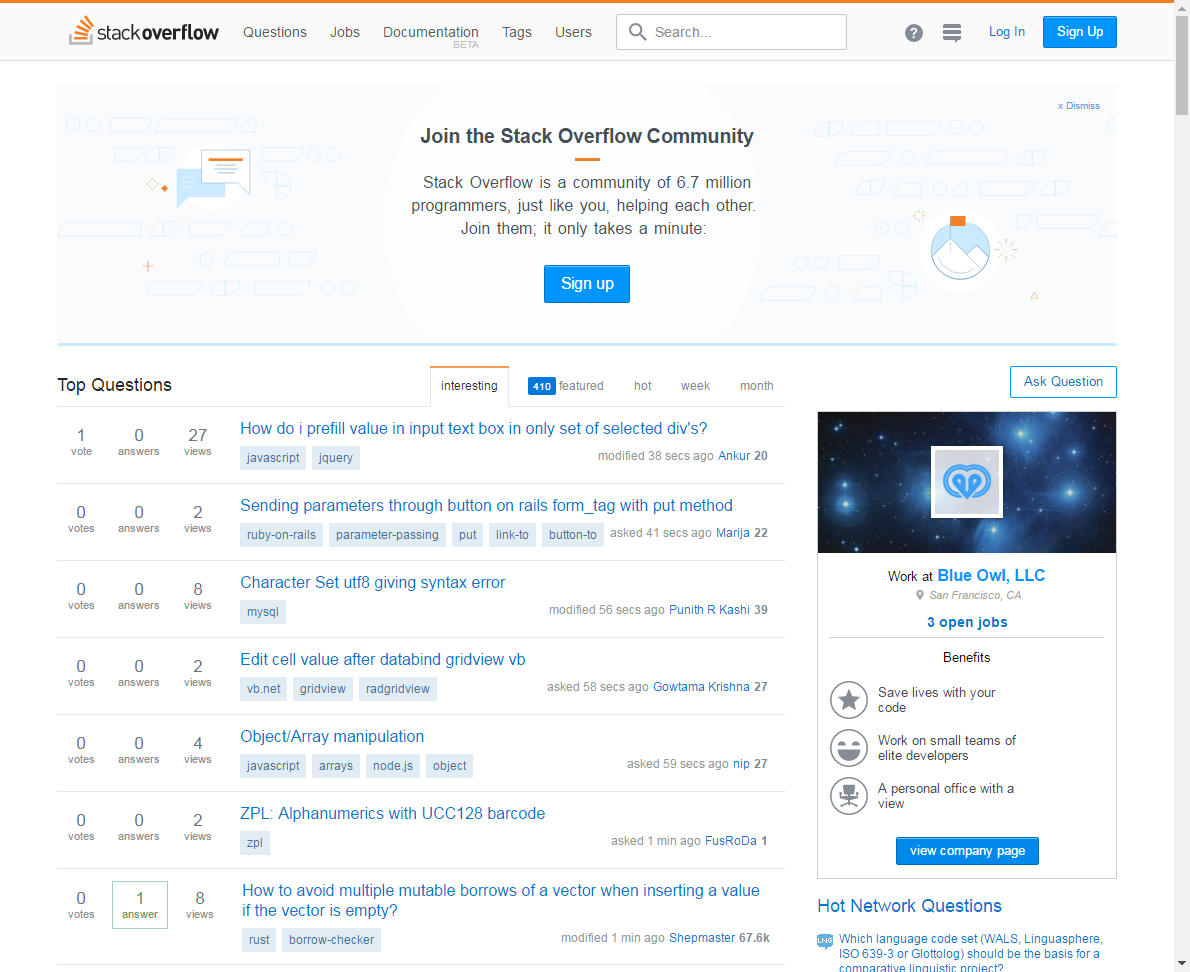 stackoverflow Questions Jobs Documentation Tags Users Search... ? Log In Sign Up
BETA
x Dismiss
Join the Stack Overflow Community
Stack Overflow is a community of 6.7 million
programmers, just like you, helping each other.
Join them; it only takes a minute:
Sign up
Top Questions interesting 410 featured hot week month
1 vote 0 answers 27 views
How do i prefill value in input text box in only set of selected div's?
javascript jquery
modified 38 secs ago Ankur 20
0 votes 0 answers 2 views
Sending parameters through button on rails form_tag with put method
ruby-on-rails parameter-passing put link-to button-to
asked 41 secs ago Marija 22
0 votes 0 answers 8 views
Character Set utf8 giving syntax error
mysql
modified 56 secs ago Punith R Kashi 39
0 votes 0 answers 2 views
Edit cell value after databind gridview vb
vb.net gridview radgridview
asked 58 secs ago Gowtama Krishna 27
0 votes 0 answers 4 views
Object/Array manipulation
javascript arrays node.js object
asked 59 secs ago nip 27
0 votes 0 answers 2 views
ZPL: Alphanumerics with UCC128 barcode
zpl
asked 1 min ago FusRoDa 1
0 votes 1 answer 8 views
How to avoid multiple mutable borrows of a vector when inserting a value
if the vector is empty?
rust borrow-checker
modified 1 min ago Shepmaster 67.6k
Ask Question
Work at Blue Owl, LLC
San Francisco, CA
3 open jobs
Benefits
Save lives with your
code
Work on small teams of
elite developers
A personal office with a
view
view company page
Hot Network Questions
LNG Which language code set (WALS, Linguasphere,
ISO 639-3 or Glottolog) should be the basis for a
comparative linguistic project?